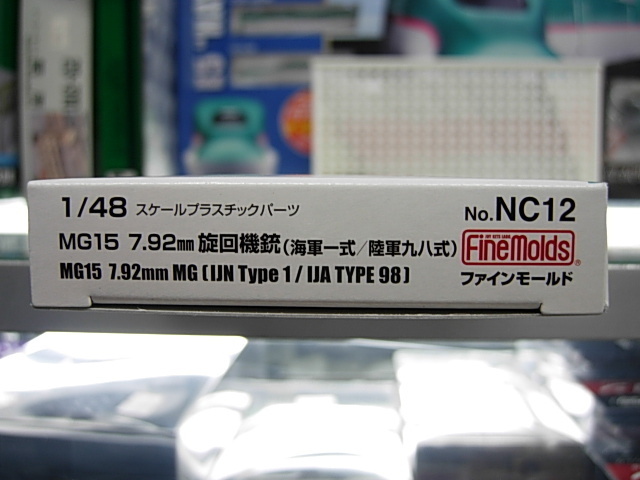 1/48 スケールプラスチックパーツ
No.NC12
MG15 7.92mm 旋回機銃(海軍一式/陸軍九八式)
MG15 7.92mm MG (IJN Type 1 / IJA TYPE 98)
FineMolds
ファインモールド